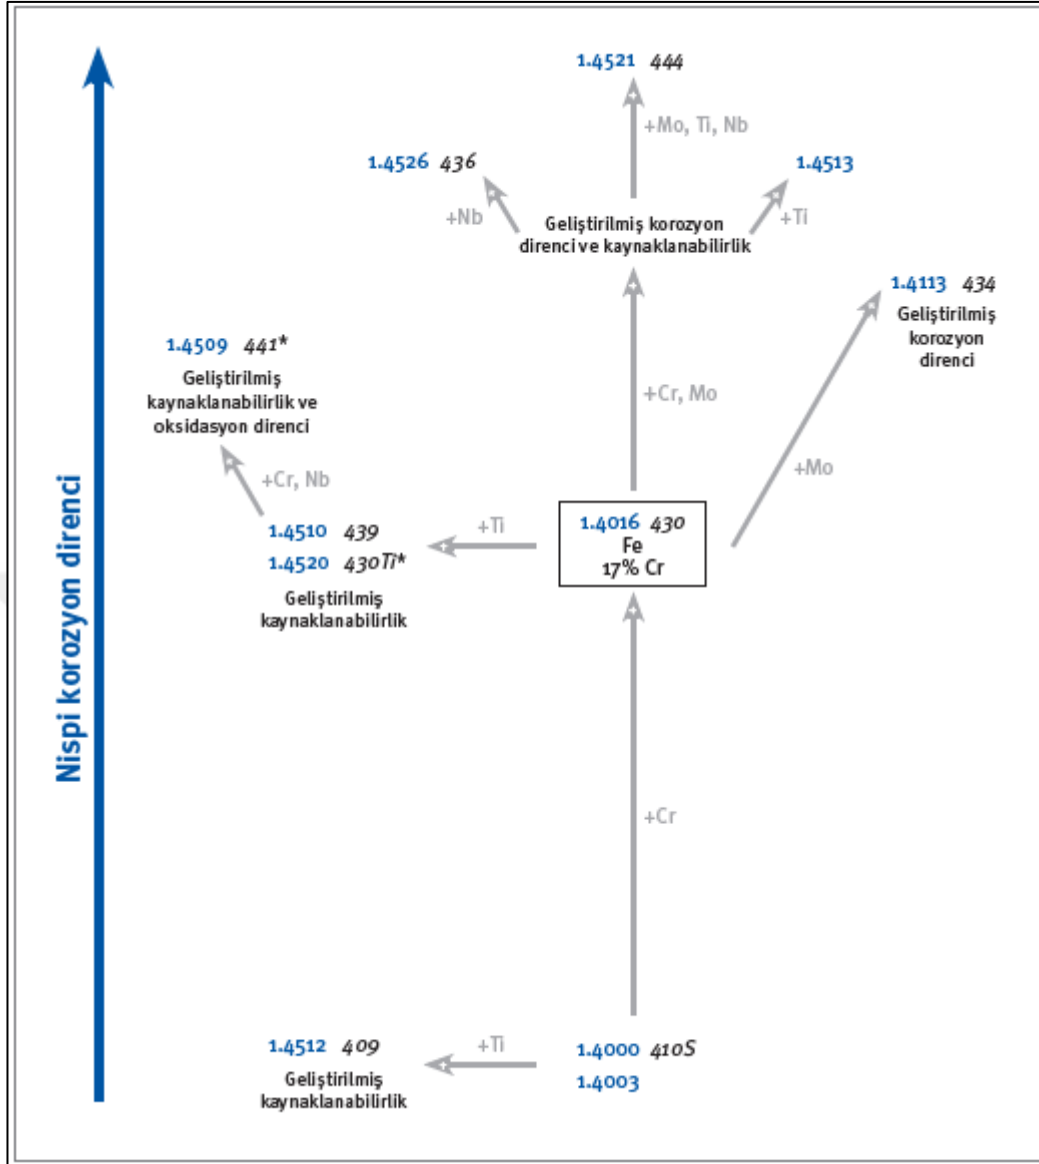 1.4521 444
+Mo, Ti, Nb
1.4526 436
1.4513
+Nb
Geliştirilmiş korozyon
direnci ve kaynaklanabilirlik
+Ti
1.4113 434
Geliştirilmiş
korozyon
direnci
1.4509 441*
Geliştirilmiş
kaynaklanabilirlik ve
oksidasyon direnci
+Cr, Mo
+Mo
+Cr, Nb
1.4510 439
1.4520 430Ti*
Geliştirilmiş
kaynaklanabilirlik
+Ti
1.4016 430
Fe
17% Cr
Nispi korozyon direnci
+Cr
1.4512 409
Geliştirilmiş
kaynaklanabilirlik
+Ti
1.4000 410S
1.4003